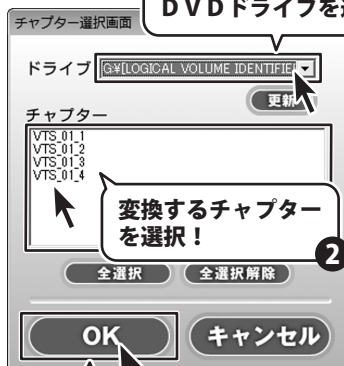 DVDドライブを
チャプター選択画面
ドライブ G¥[LOGICAL VOLUME IDENTIFIE
更新
チャプター
VTS_01_1
VTS_01_2
VTS_01_3
VTS_01_4
変換するチャプター
を選択！
2
全選択 全選択解除
OK キャンセル